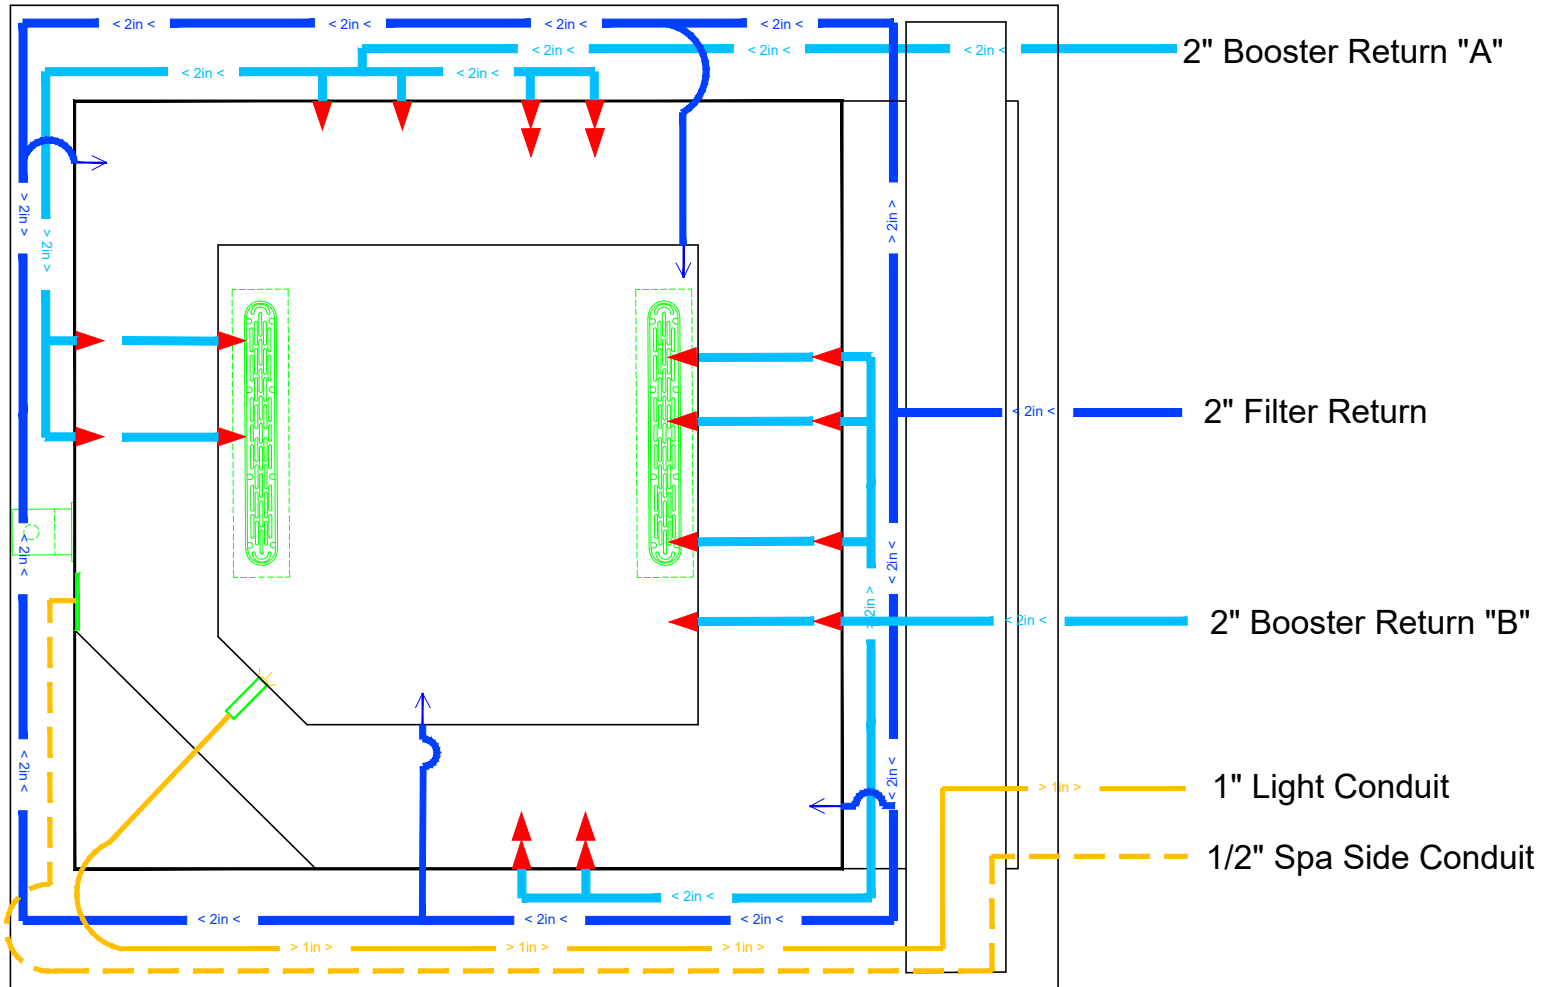 < 2in < < 2in < < 2in < < 2in <
< 2in < < 2in < < 2in <
2" Booster Return "A"
< 2in < < 2in <
> 2in >
> 2in >
> 2in >
< 2in <
2" Filter Return
< 2in <
< 2in <
> 2in >
< 2in <
2" Booster Return "B"
< 2in <
< 2in <
> 1in >
1" Light Conduit
1/2" Spa Side Conduit
< 2in <
< 2in < < 2in < < 2in <
> 1in > > 1in > > 1in >